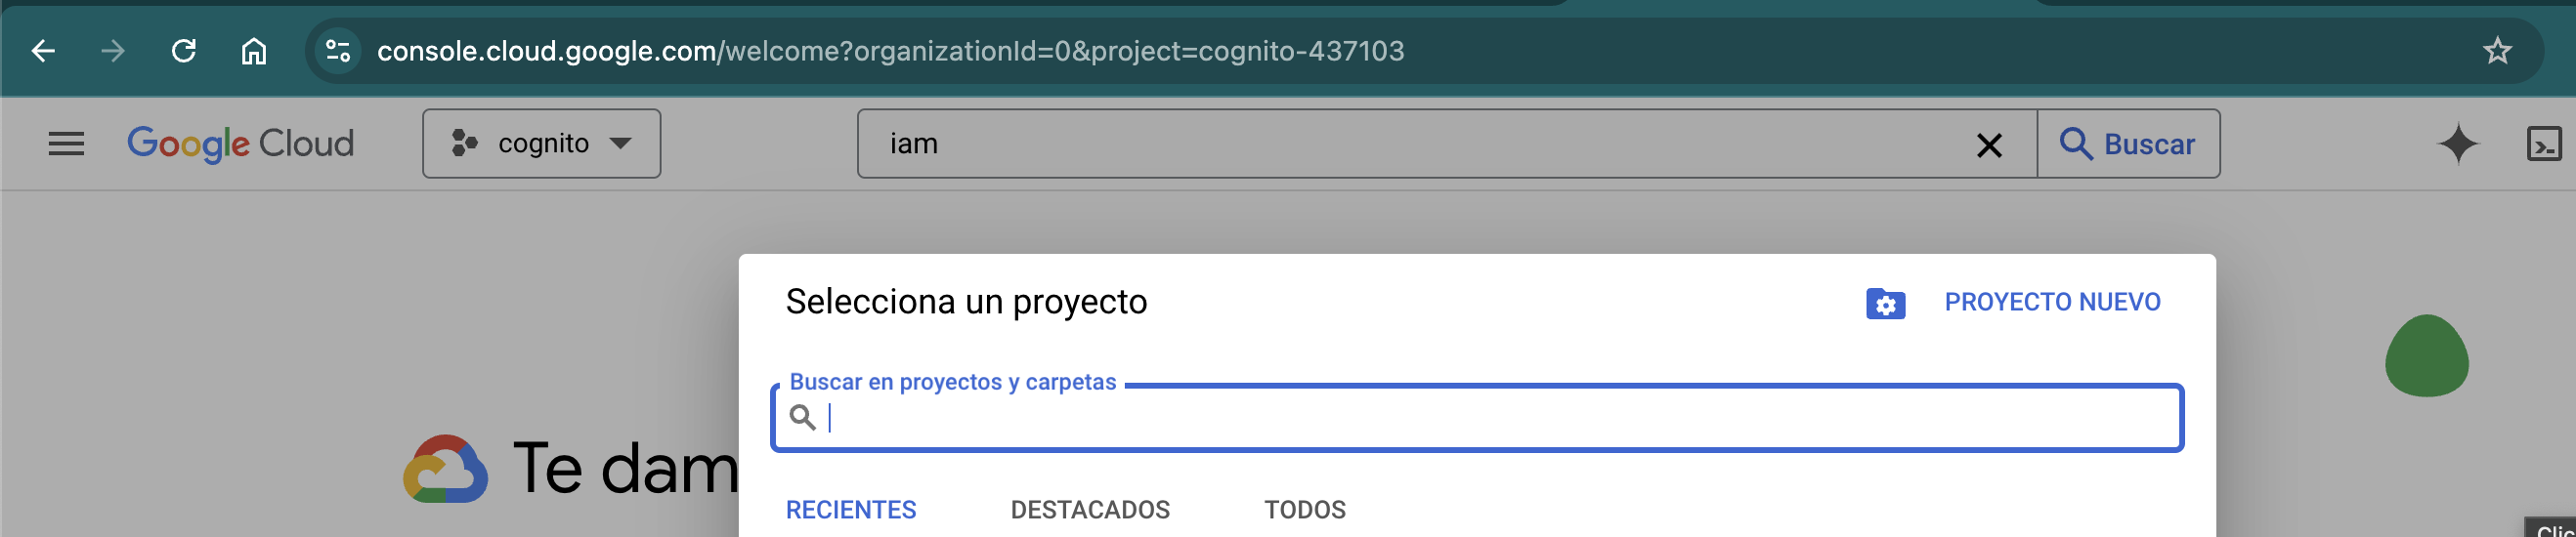 console.cloud.google.com/welcome?organizationId=0&project=cognito-437103
Google Cloud
cognito
iam
Buscar
Selecciona un proyecto
PROYECTO NUEVO
Buscar en proyectos y carpetas
Te dam
RECIENTES
DESTACADOS
TODOS
Clic